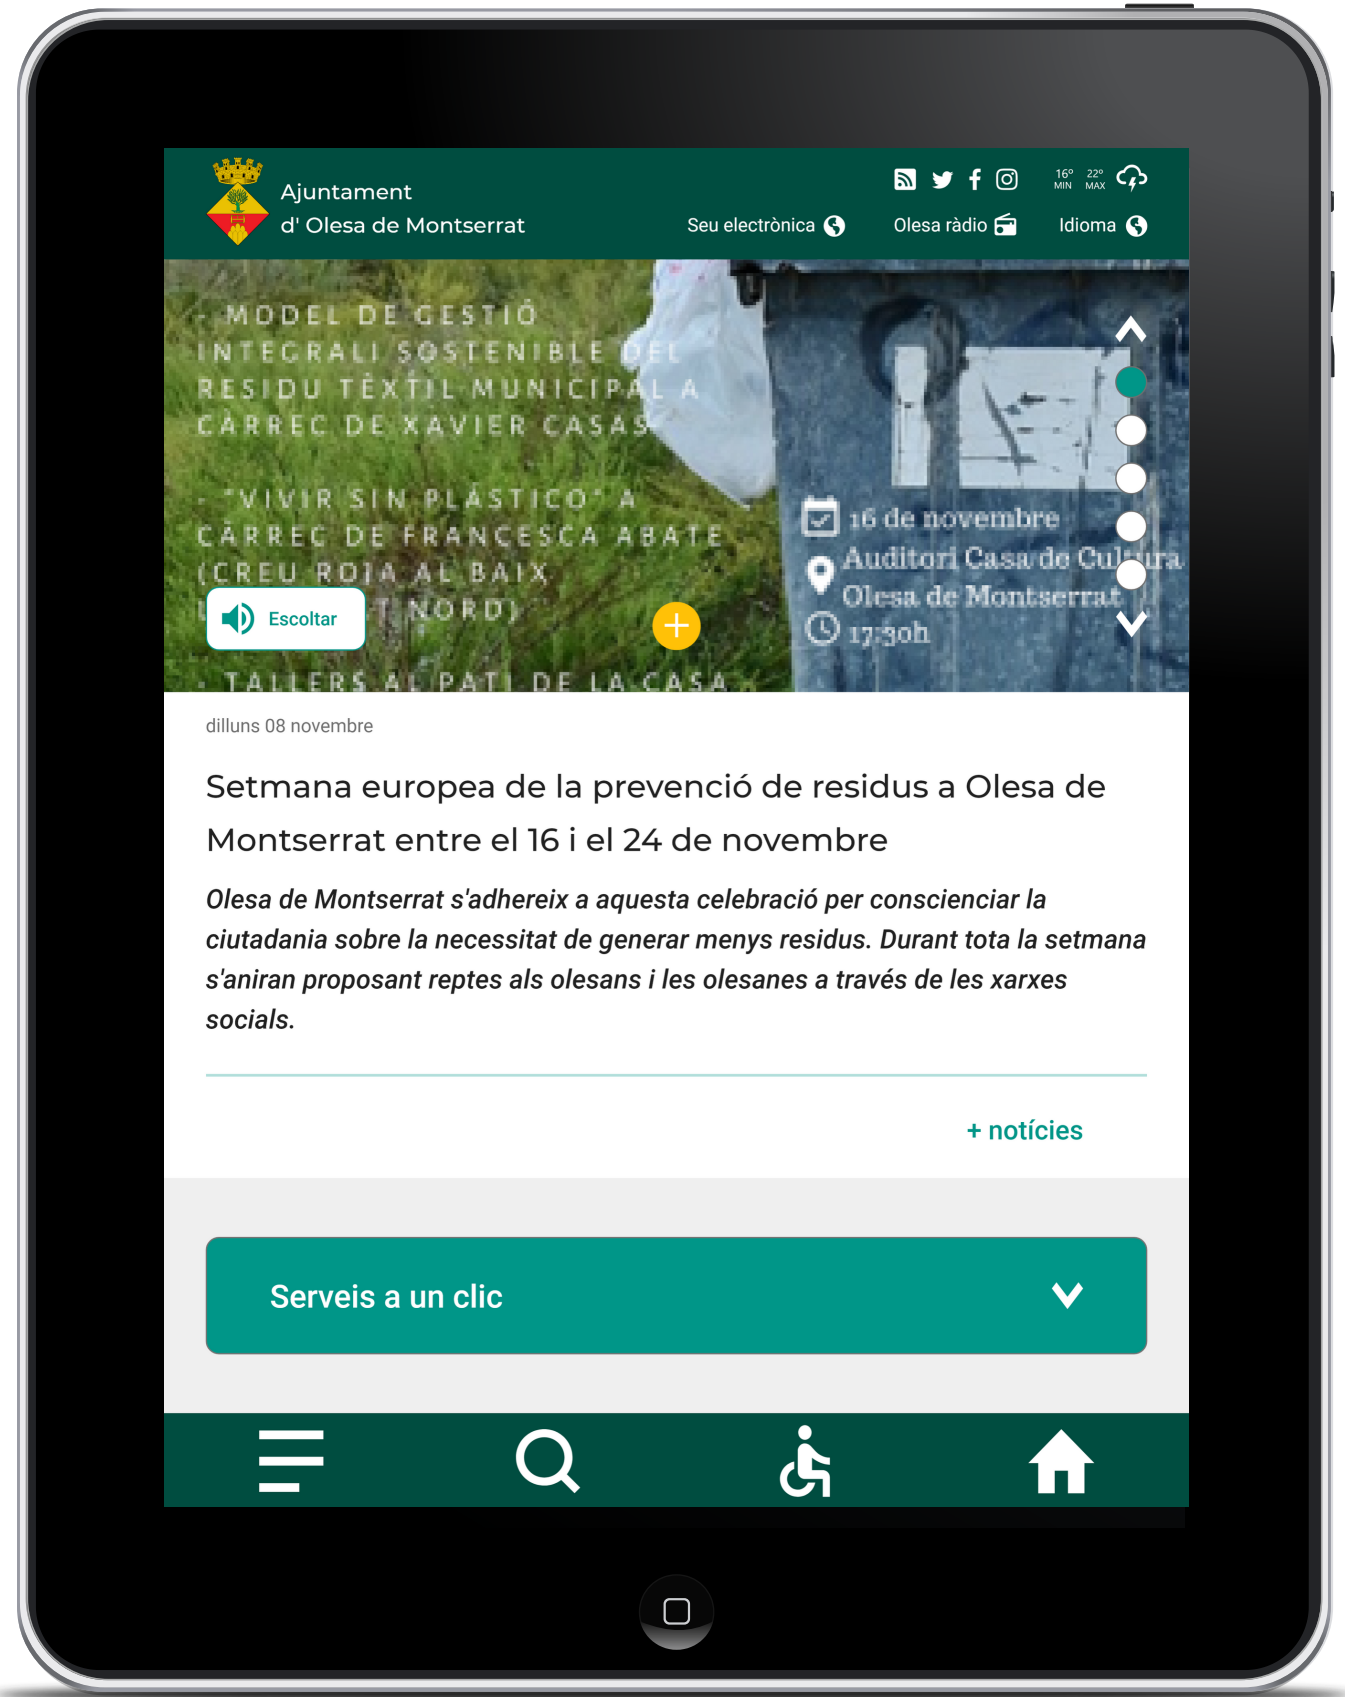 Ajuntament
d' Olesa de Montserrat
16º MIN 22º MAX
Seu electrònica Olesa ràdio Idioma
- MODEL DE GESTIÓ
INTEGRALI SOSTENIBLE DEL
RESIDU TÈXTIL MUNICIPAL A
CÀRREC DE XAVIER CASAS
- "VIVIR SIN PLÁSTICO" A
CÀRREC DE FRANCESCA ABATE
(CREU ROJA AL BAIX
T NORD)
- TALLERS AL PATI DE LA CASA
16 de novembre
Auditori Casa de Cultura
Olesa de Montserrat
17:30h
Escoltar
dilluns 08 novembre
Setmana europea de la prevenció de residus a Olesa de
Montserrat entre el 16 i el 24 de novembre
Olesa de Montserrat s'adhereix a aquesta celebració per conscienciar la
ciutadania sobre la necessitat de generar menys residus. Durant tota la setmana
s'aniran proposant reptes als olesans i les olesanes a través de les xarxes
socials.
+ notícies
Serveis a un clic